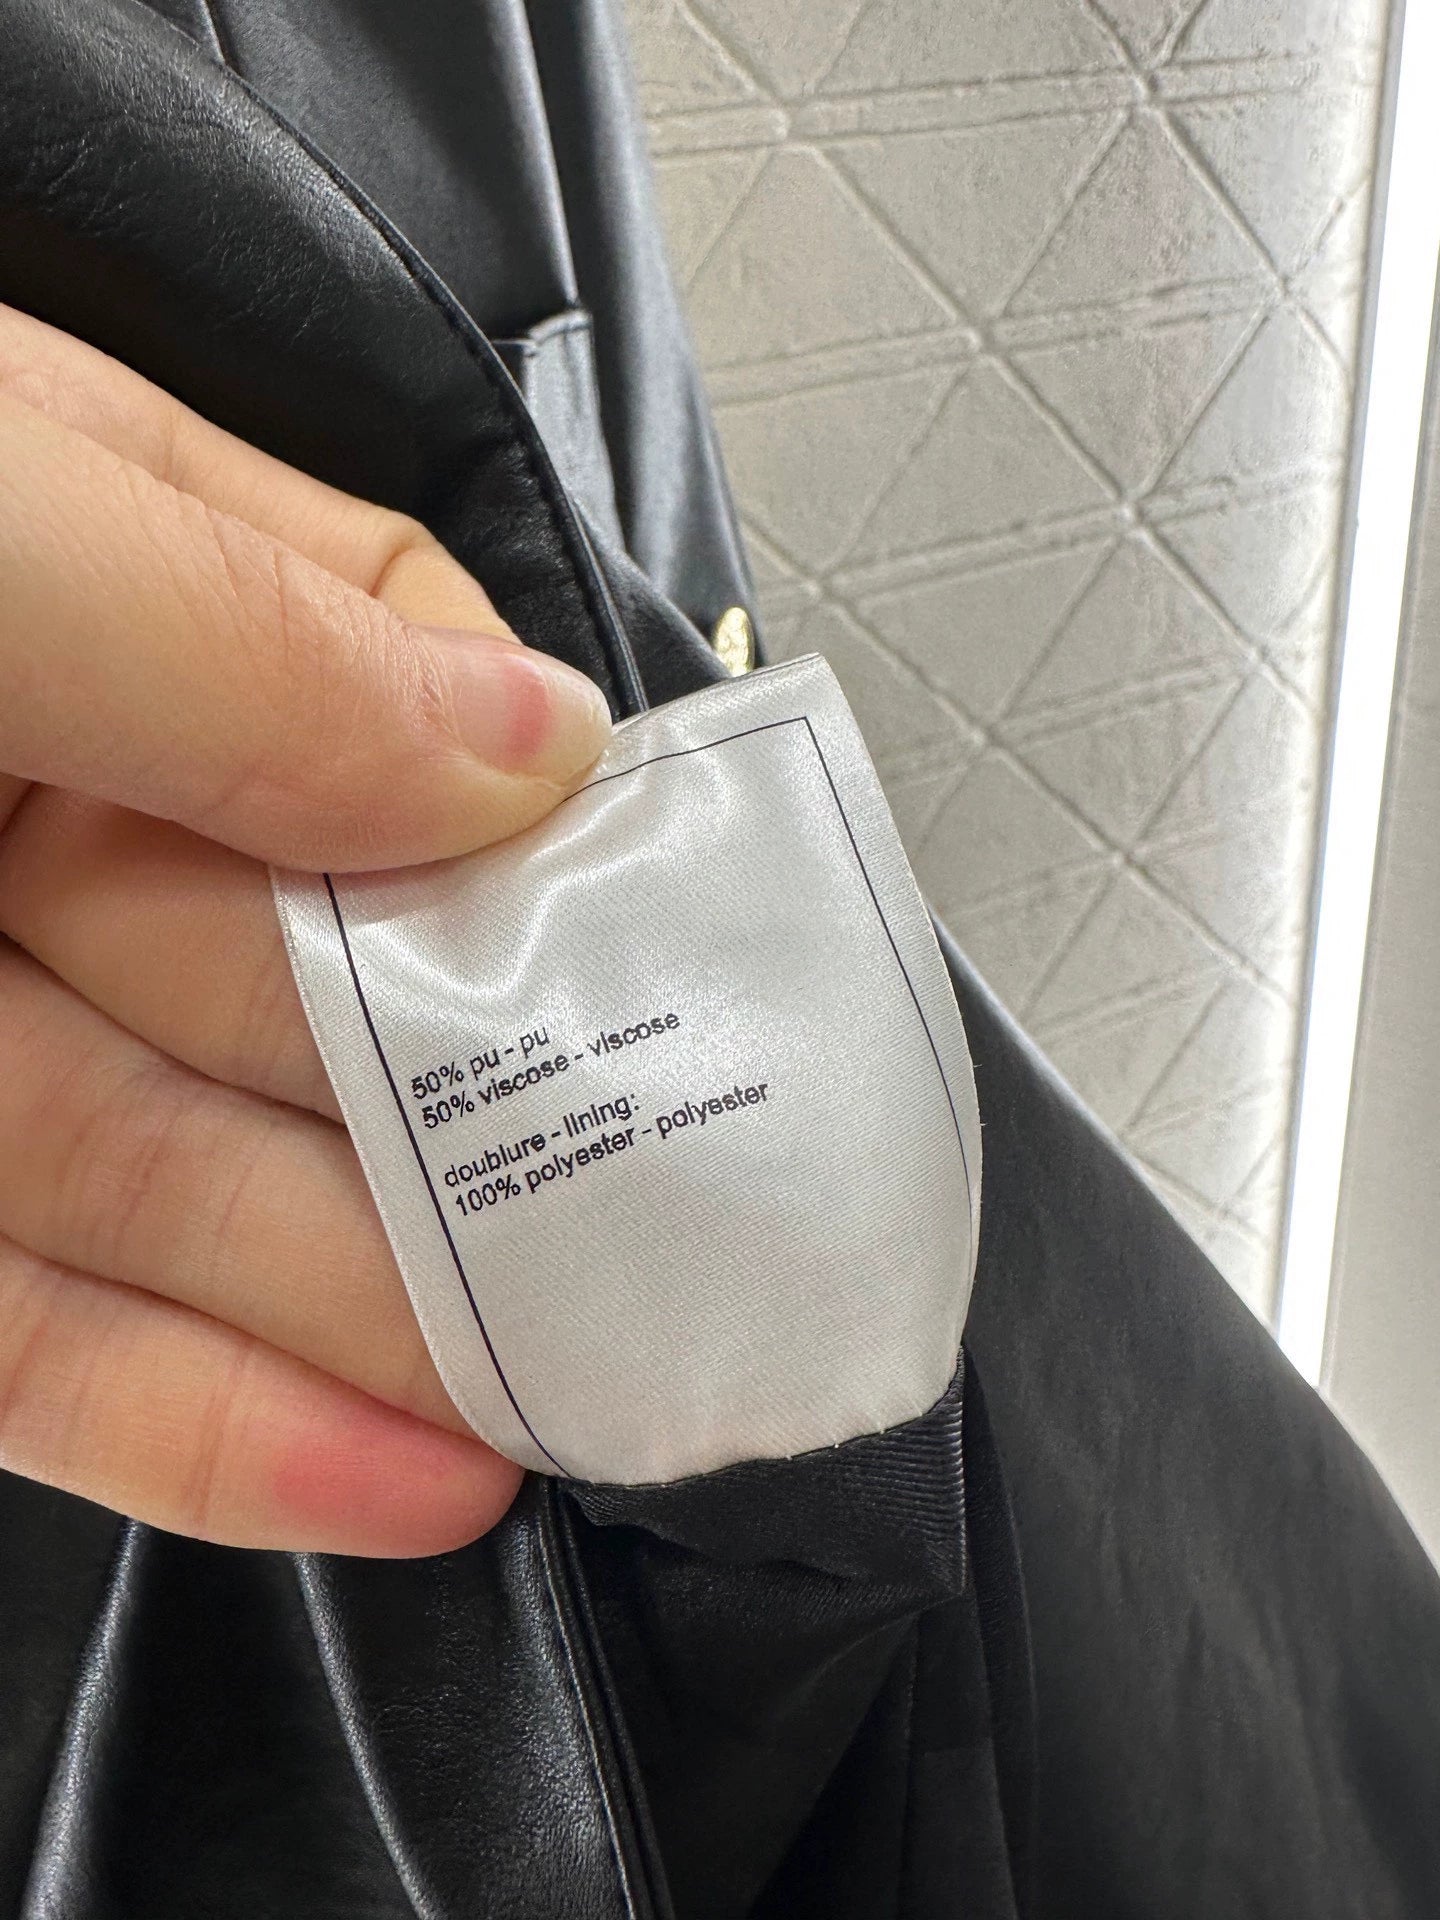 50% pu - pu
50% viscose - viscose
doublure - lining:
100% polyester - polyester